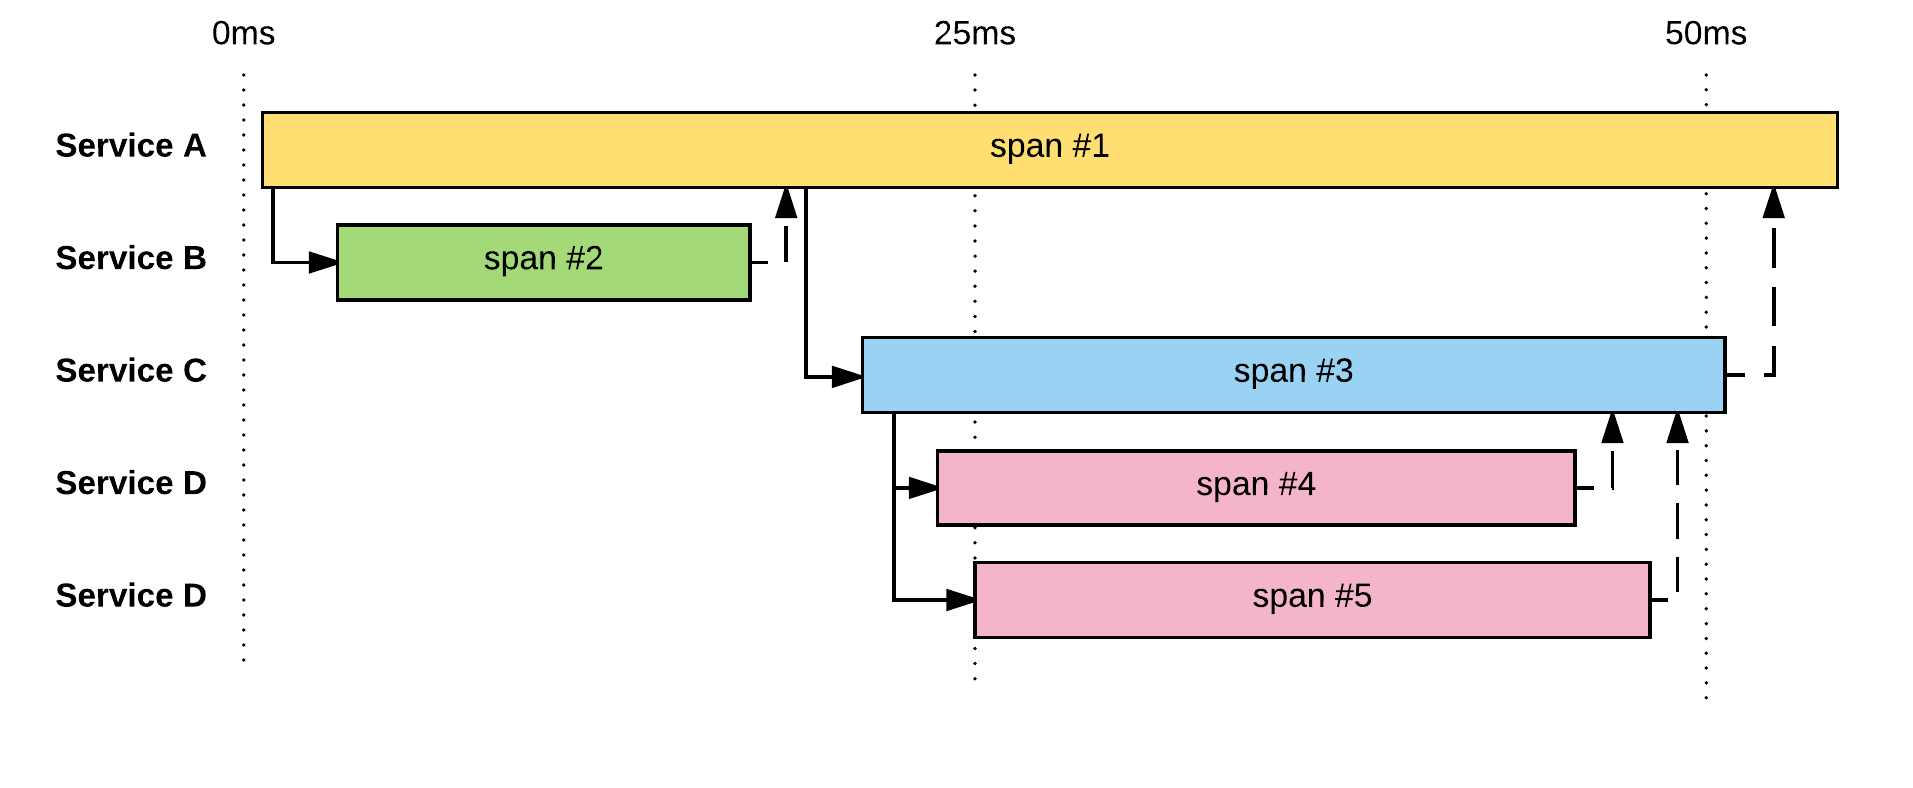 0ms 25ms 50ms
Service A span #1
Service B span #2
Service C span #3
Service D span #4
Service D span #5